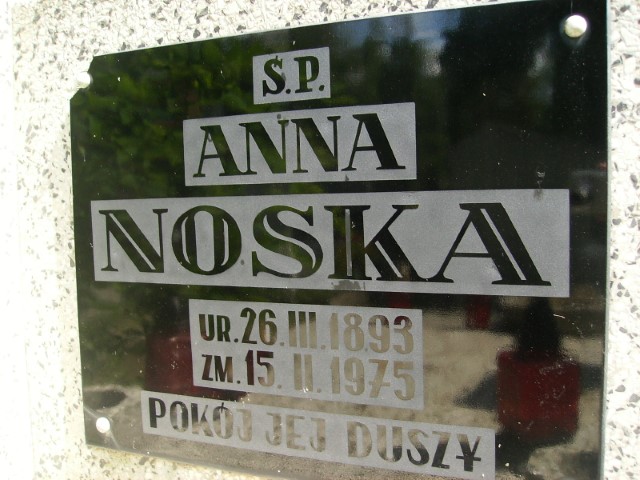 Ś.P.
ANNA
NOSKA
UR.26.III.1893
ZM.15.II.1975
POKÓJ JEJ DUSZY